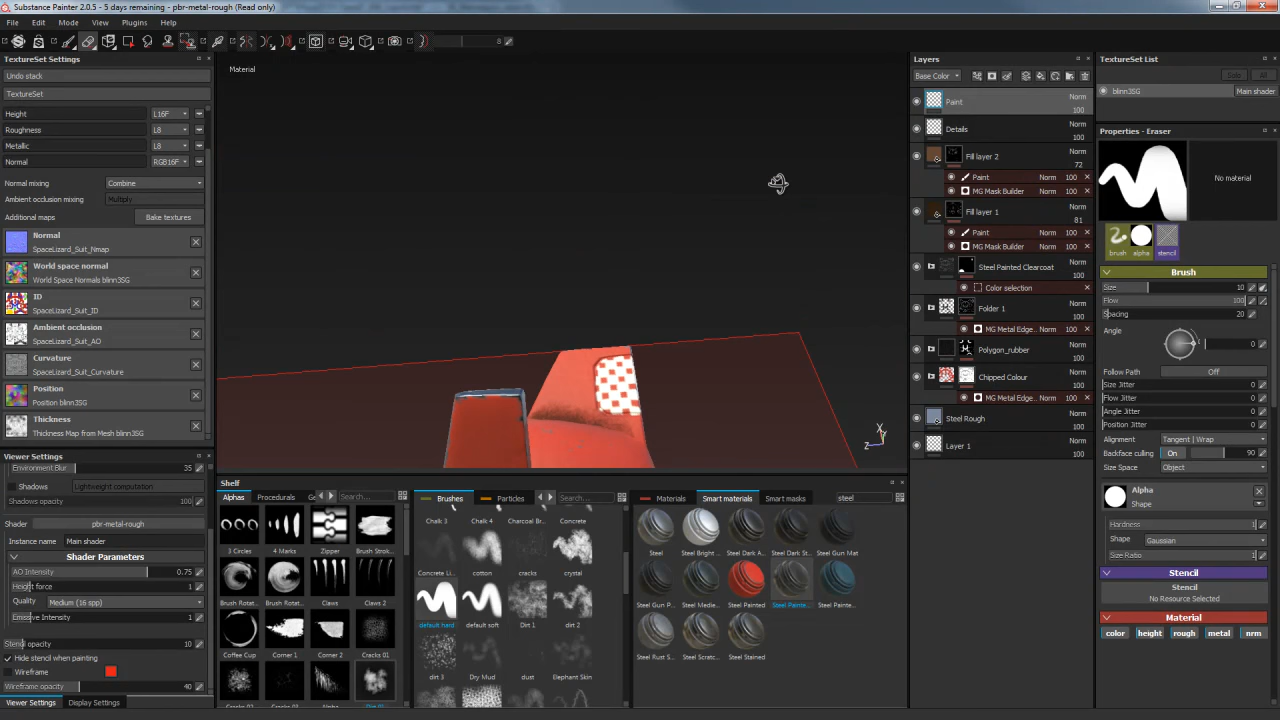 Substance Painter 2.0.5 - 5 days remaining - pbr-metal-rough (Read only)
File Edit Mode View Plugins Help
8
TextureSet Settings
Undo stack
TextureSet
Height L16F
Roughness L8
Metallic L8
Normal RGB16F
Normal mixing Combine
Ambient occlusion mixing Multiply
Additional maps Bake textures
Normal
SpaceLizard_Suit_Nmap
World space normal
World Space Normals blinn3SG
ID
SpaceLizard_Suit_ID
Ambient occlusion
SpaceLizard_Suit_AO
Curvature
SpaceLizard_Suit_Curvature
Position
Position blinn3SG
Thickness
Thickness Map from Mesh blinn3SG
Viewer Settings
Environment Blur 35
Shadows Lightweight computation
Shadows opacity 100
Shader pbr-metal-rough
Instance name Main shader
Shader Parameters
AO Intensity 0.75
Height force 1
Quality Medium (16 spp)
Emissive Intensity 1
Stencil opacity 10
Hide stencil when painting
Wireframe
Wireframe opacity 40
Viewer Settings Display Settings
Material
X
Y
Z
Shelf
Alphas Procedurals Search...
3 Circles 4 Marks Zipper Brush Strok...
Brush Rotat... Brush Rotat... Claws Claws 2
Coffee Cup Corner 1 Corner 2 Cracks 01
Cracks 02 Cracks 03 Dirt 01
Brushes Particles Search...
Chalk 3 Chalk 4 Charcoal Br... Concrete
Concrete Li... cotton cracks crystal
default hard default soft Dirt 1 dirt 2
dirt 3 Dry Mud dust Elephant Skin
Materials Smart materials Smart masks steel
Steel Steel Bright ... Steel Dark A... Steel Dark St... Steel Gun Mat
Steel Gun P... Steel Medie... Steel Painted Steel Painte... Steel Painte...
Steel Rust S... Steel Scratc... Steel Stained
Layers
Base Color
Paint Norm 100
Details Norm 100
Fill layer 2 Norm 72
Paint Norm 100
MG Mask Builder Norm 100
Fill layer 1 Norm 81
Paint Norm 100
MG Mask Builder Norm 100
Steel Painted Clearcoat Norm 100
Color selection 100
Folder 1 Norm 100
MG Metal Edge... Norm 100
Polygon_rubber Norm 100
Chipped Colour Norm 100
MG Metal Edge... Norm 100
Steel Rough Norm 100
Layer 1 Norm 100
TextureSet List
Solo All
blinn3SG Main shader
Properties - Eraser
No material
brush alpha stencil
Brush
Size 10
Flow 100
Spacing 20
Angle 0
Follow Path Off
Size Jitter 0
Flow Jitter 0
Angle Jitter 0
Position Jitter 0
Alignment Tangent | Wrap
Backface culling On 90
Size Space Object
Alpha
Shape
Hardness 1
Shape Gaussian
Size Ratio 1
Stencil
Stencil
No Resource Selected
Material
color height rough metal nrm